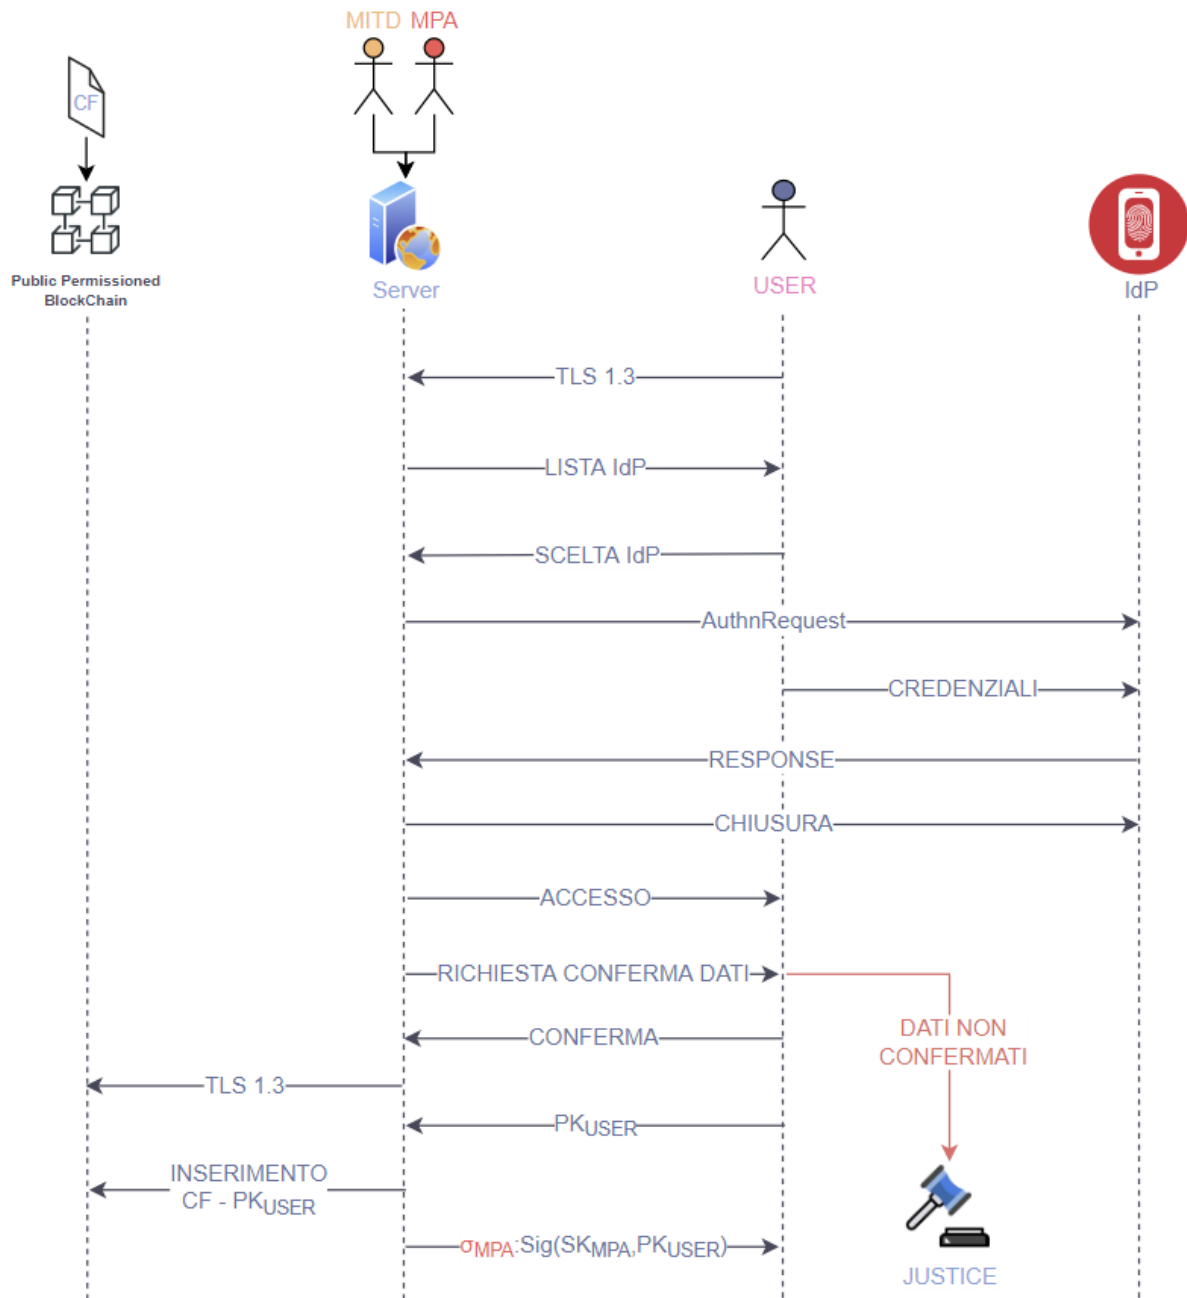 MITD MPA
CF
Public Permissioned
BlockChain
Server
USER
IdP
TLS 1.3
LISTA IdP
SCELTA IdP
AuthnRequest
CREDENZIALI
RESPONSE
CHIUSURA
ACCESSO
RICHIESTA CONFERMA DATI
DATI NON
CONFERMATI
CONFERMA
TLS 1.3
PKUSER
INSERIMENTO
CF - PKUSER
σMPA:Sig(SKMPA,PKUSER)
JUSTICE